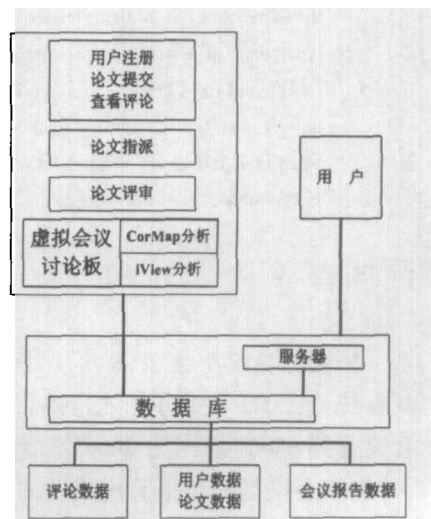 用户注册
论文提交
查看评论
论文指派
论文评审
虚拟会议
讨论板
CorMap分析
iView分析
用 户
服务器
数 据 库
评论数据
用户数据
论文数据
会议报告数据